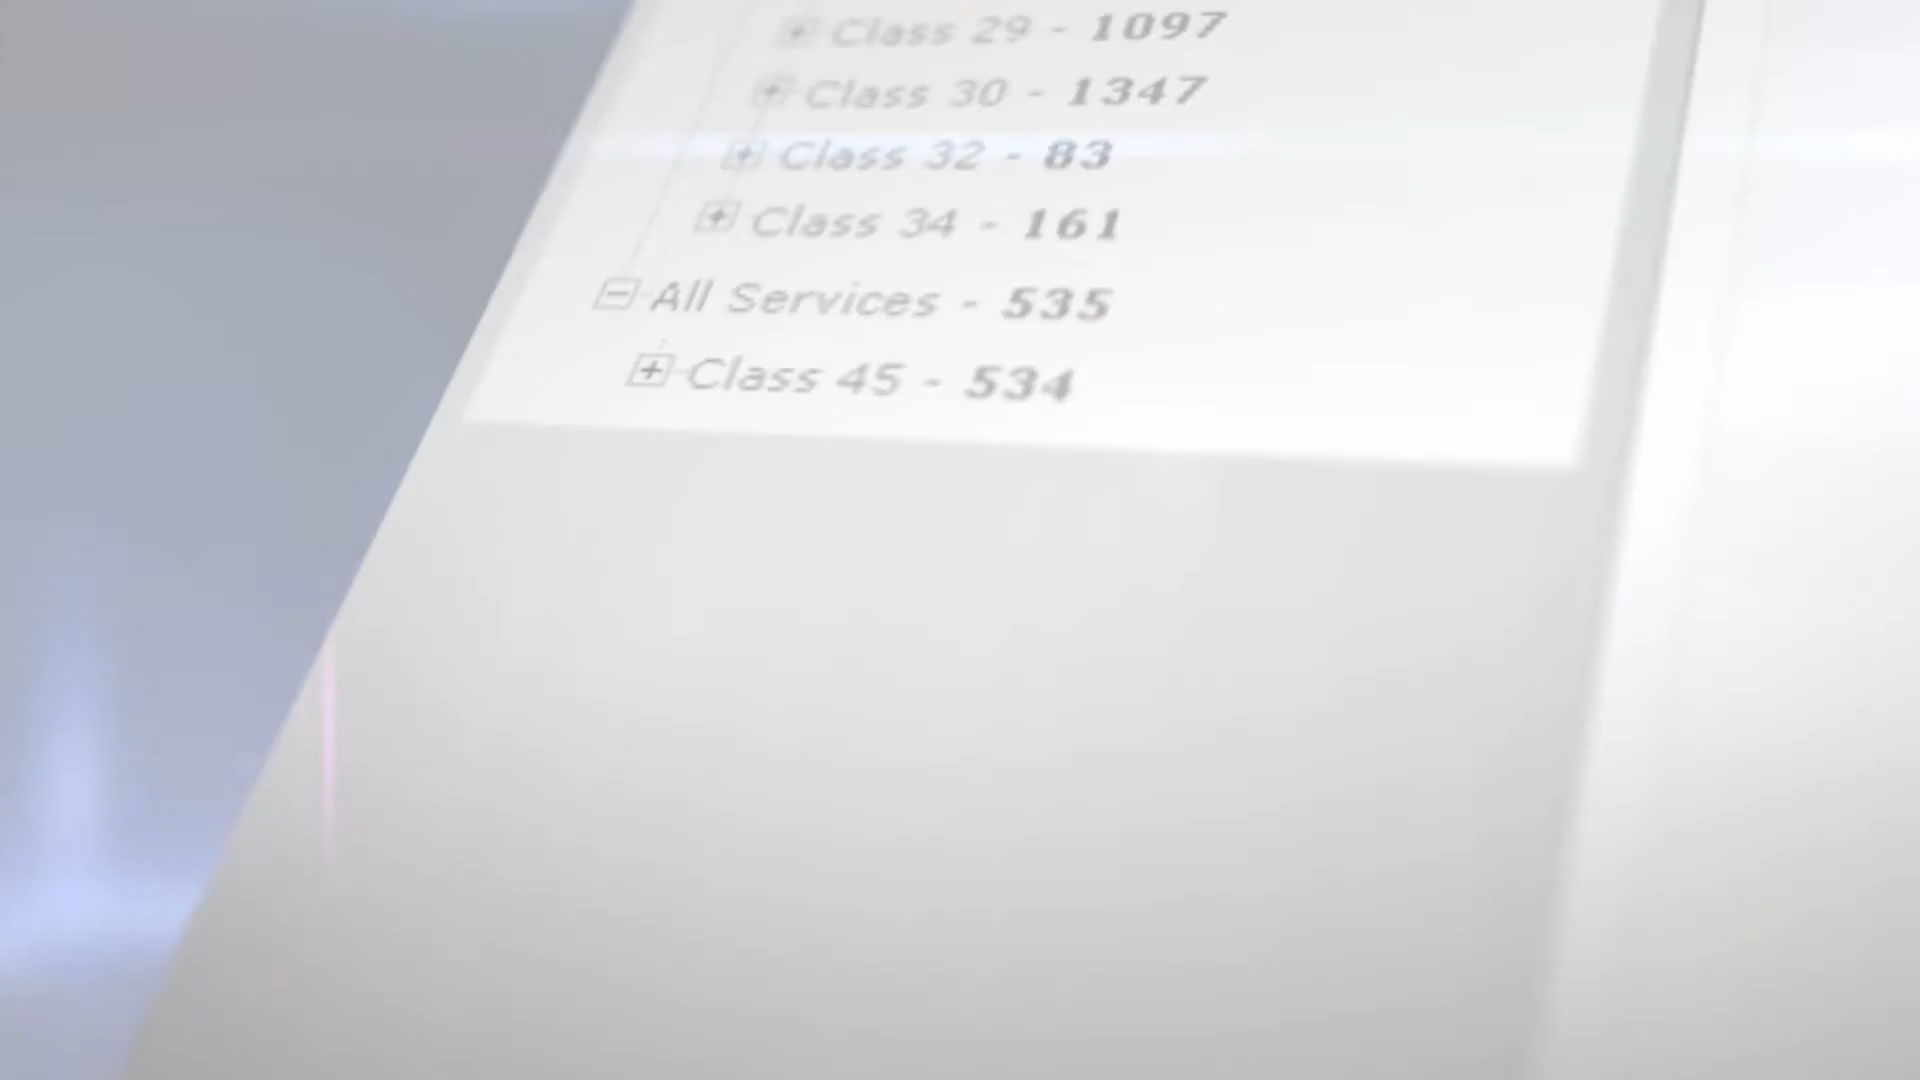 Class 29 - 1097
Class 30 - 1347
Class 32 - 83
Class 34 - 161
All Services - 535
Class 45 - 534